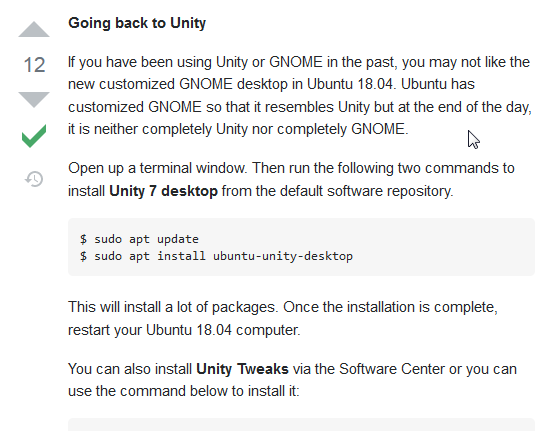 Going back to Unity
12
If you have been using Unity or GNOME in the past, you may not like the
new customized GNOME desktop in Ubuntu 18.04. Ubuntu has
customized GNOME so that it resembles Unity but at the end of the day,
it is neither completely Unity nor completely GNOME.
Open up a terminal window. Then run the following two commands to
install Unity 7 desktop from the default software repository.
$ sudo apt update
$ sudo apt install ubuntu-unity-desktop
This will install a lot of packages. Once the installation is complete,
restart your Ubuntu 18.04 computer.
You can also install Unity Tweaks via the Software Center or you can
use the command below to install it: